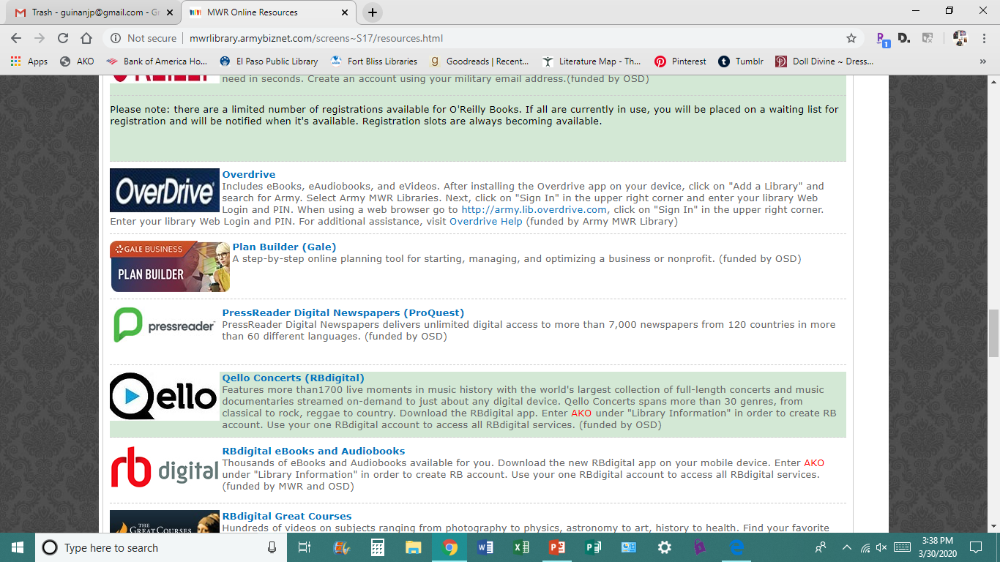 Trash - guinanjp@gmail.com - Gr
MWR Online Resources
Not secure
mwrlibrary.armybiznet.com/screens~S17/resources.html
R
1
D.
Apps
AKO
Bank of America Ho...
El Paso Public Library
Fort Bliss Libraries
Goodreads | Recent...
Literature Map - Th...
Pinterest
Tumblr
Doll Divine ~ Dress...
»
need in seconds. Create an account using your military email address.(funded by OSD)
Please note: there are a limited number of registrations available for O'Reilly Books. If all are currently in use, you will be placed on a waiting list for
registration and will be notified when it's available. Registration slots are always becoming available.
OverDrive®
Overdrive
Includes eBooks, eAudiobooks, and eVideos. After installing the Overdrive app on your device, click on "Add a Library" and
search for Army. Select Army MWR Libraries. Next, click on "Sign In" in the upper right corner and enter your library Web
Login and PIN. When using a web browser go to http://army.lib.overdrive.com, click on "Sign In" in the upper right corner.
Enter your library Web Login and PIN. For additional assistance, visit Overdrive Help (funded by Army MWR Library)
GALE BUSINESS
PLAN BUILDER
Plan Builder (Gale)
A step-by-step online planning tool for starting, managing, and optimizing a business or nonprofit. (funded by OSD)
pressreader
PressReader Digital Newspapers (ProQuest)
PressReader Digital Newspapers delivers unlimited digital access to more than 7,000 newspapers from 120 countries in more
than 60 different languages. (funded by OSD)
Qello
Qello Concerts (RBdigital)
Features more than1700 live moments in music history with the world's largest collection of full-length concerts and music
documentaries streamed on-demand to just about any digital device. Qello Concerts spans more than 30 genres, from
classical to rock, reggae to country. Download the RBdigital app. Enter AKO under "Library Information" in order to create RB
account. Use your one RBdigital account to access all RBdigital services. (funded by OSD)
rb digital
RBdigital eBooks and Audiobooks
Thousands of eBooks and Audiobooks available for you. Download the new RBdigital app on your mobile device. Enter AKO
under "Library Information" in order to create RB account. Use your one RBdigital account to access all RBdigital services.
(funded by MWR and OSD)
THE
GREAT COURSES
RBdigital Great Courses
Hundreds of videos on subjects ranging from photography to physics, astronomy to art, history to health. Find your favorite
Type here to search
3:38 PM
3/30/2020